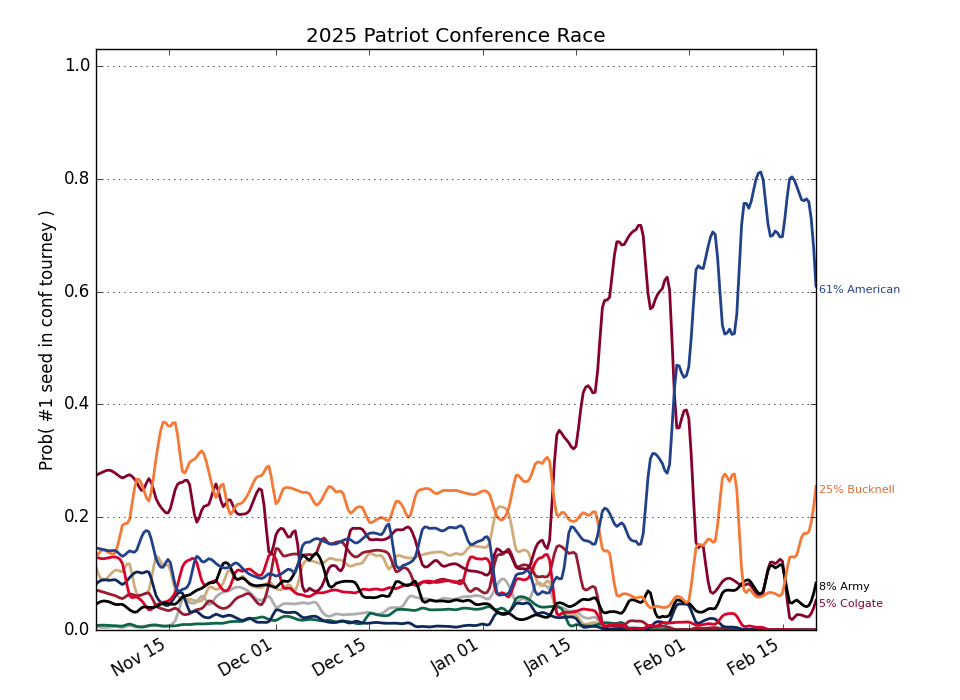 2025 Patriot Conference Race
Prob( #1 seed in conf tourney )
1.0
0.8
0.6
0.4
0.2
0.0
61% American
25% Bucknell
8% Army
5% Colgate
Nov 15
Dec 01
Dec 15
Jan 01
Jan 15
Feb 01
Feb 15